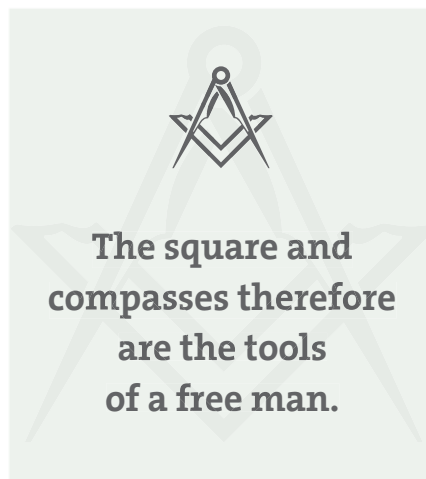 The square and
compasses therefore
are the tools
of a free man.